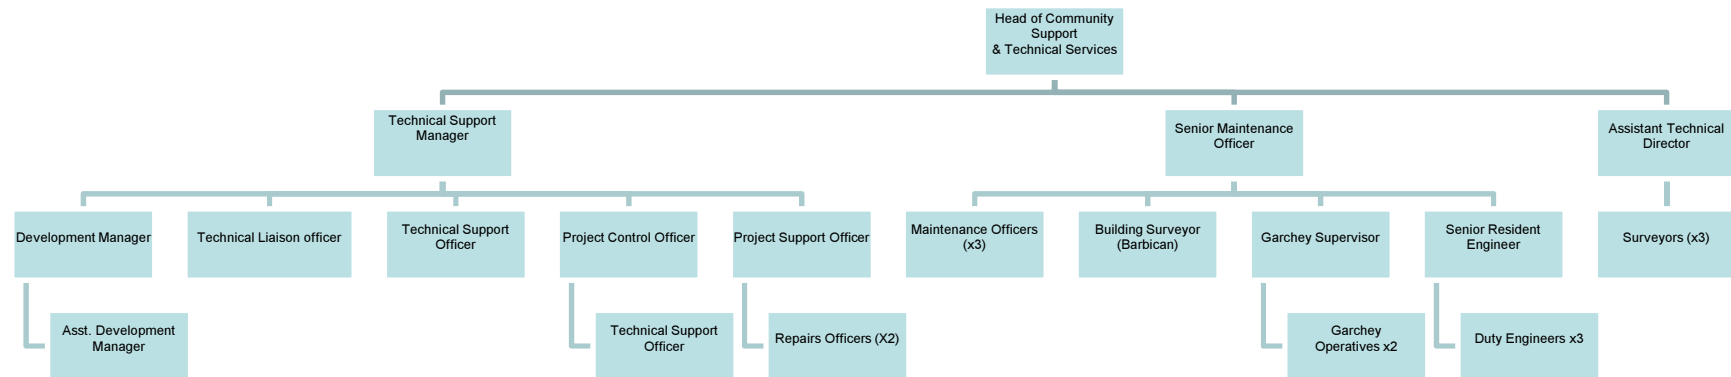 Head of Community
Support
& Technical Services
Technical Support
Manager
Senior Maintenance
Officer
Assistant Technical
Director
Development Manager
Technical Liaison officer
Technical Support
Officer
Project Control Officer
Project Support Officer
Maintenance Officers
(x3)
Building Surveyor
(Barbican)
Garchey Supervisor
Senior Resident
Engineer
Surveyors (x3)
Asst. Development
Manager
Technical Support
Officer
Repairs Officers (X2)
Garchey
Operatives x2
Duty Engineers x3